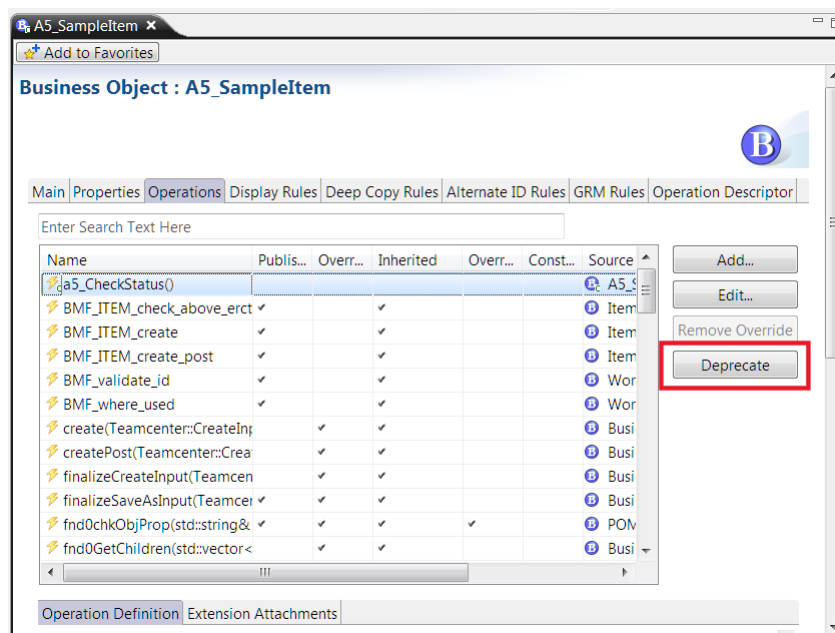 A5_SampleItem
Add to Favorites
Business Object : A5_SampleItem
B
Main Properties Operations Display Rules Deep Copy Rules Alternate ID Rules GRM Rules Operation Descriptor
Enter Search Text Here
Name Publis... Overr... Inherited Overr... Const... Source
a5_CheckStatus() A5_S
BMF_ITEM_check_above_erct Item
BMF_ITEM_create Item
BMF_ITEM_create_post Item
BMF_validate_id Wor
BMF_where_used Wor
create(Teamcenter::CreateInp Busi
createPost(Teamcenter::Crea Busi
finalizeCreateInput(Teamcen Busi
finalizeSaveAsInput(Teamcen Busi
fnd0chkObjProp(std::string& POM
fnd0GetChildren(std::vector< Busi
Add...
Edit...
Remove Override
Deprecate
Operation Definition Extension Attachments